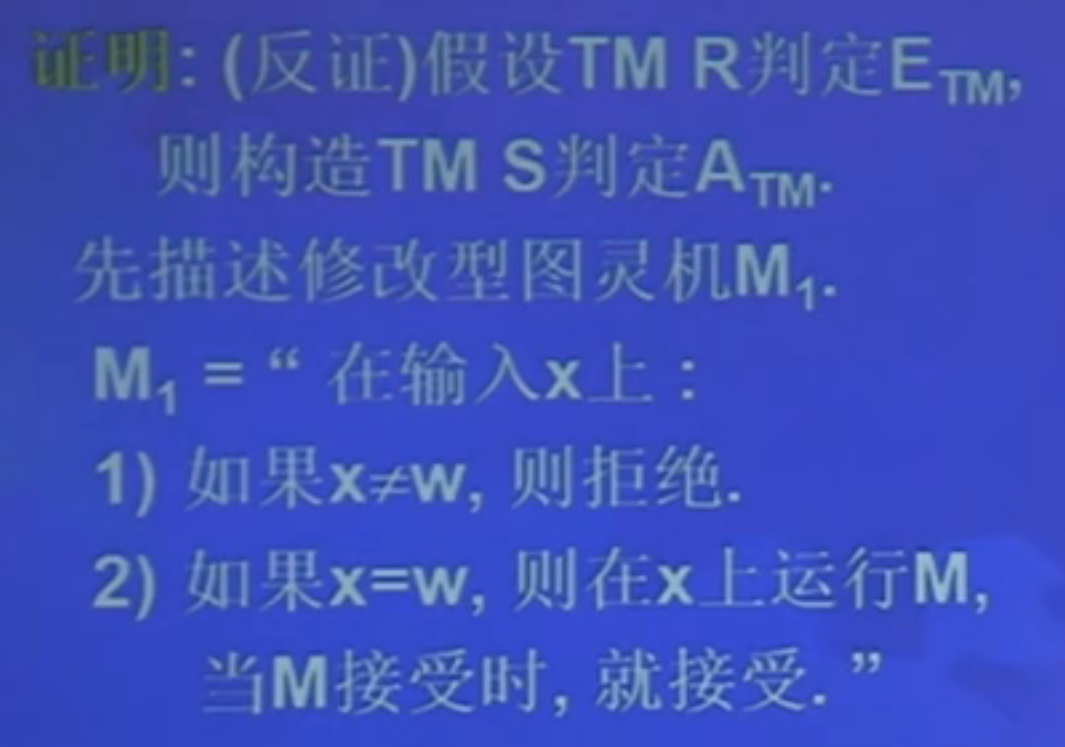 证明: (反证)假设TM R判定E_TM,
则构造TM S判定A_TM.
先描述修改型图灵机M₁.
M₁ = “ 在输入x上 :
1) 如果x≠w, 则拒绝.
2) 如果x=w, 则在x上运行M,
当M接受时, 就接受. ”